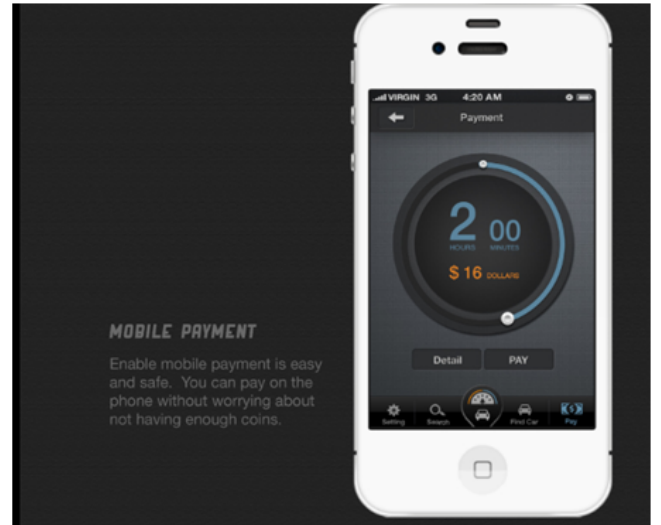 VIRGIN 3G 4:20 AM
Payment
2 00
HOURS MINUTES
$ 16 DOLLARS
Detail PAY
Setting Search Find Car Pay
MOBILE PAYMENT
Enable mobile payment is easy
and safe. You can pay on the
phone without worrying about
not having enough coins.